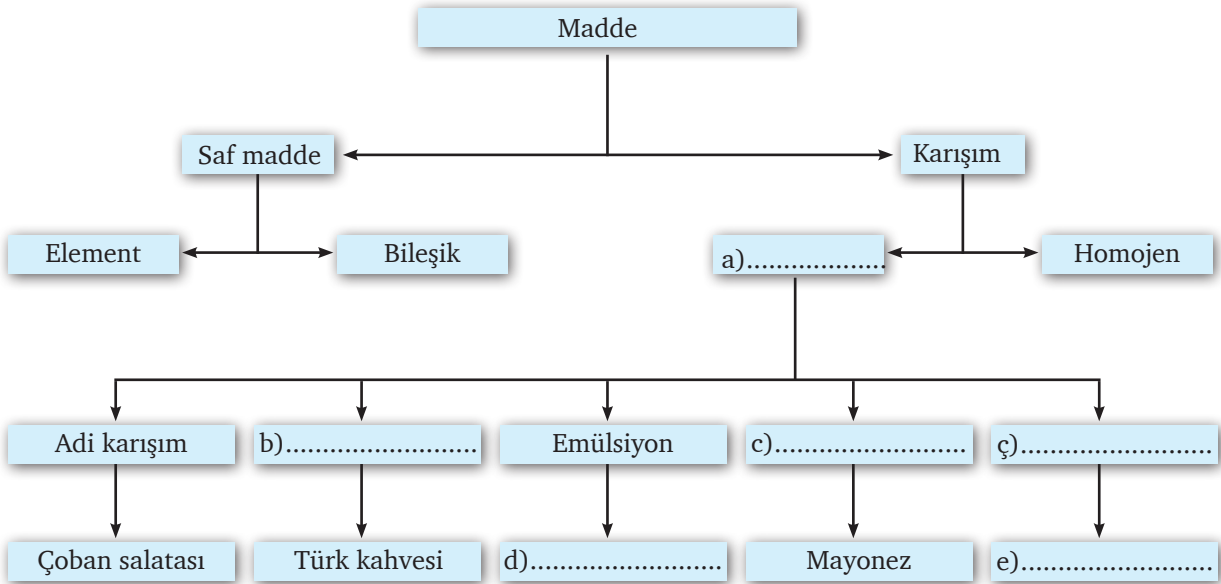 Madde
Saf madde
Karışım
Element
Bileşik
a)..................
Homojen
Adi karışım
b).........................
Emülsiyon
c).........................
ç).........................
Çoban salatası
Türk kahvesi
d).........................
Mayonez
e).........................